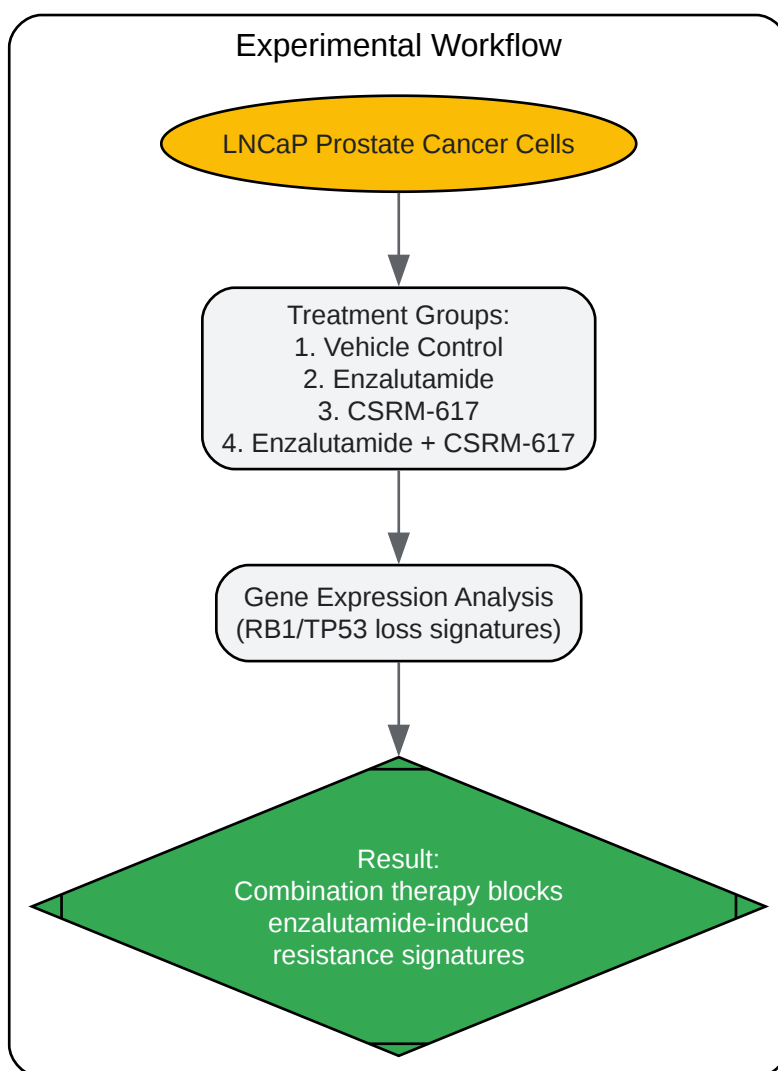 Experimental Workflow
LNCaP Prostate Cancer Cells
Treatment Groups:
1. Vehicle Control
2. Enzalutamide
3. CSRM-617
4. Enzalutamide + CSRM-617
Gene Expression Analysis
(RB1/TP53 loss signatures)
Result:
Combination therapy blocks
enzalutamide-induced
resistance signatures